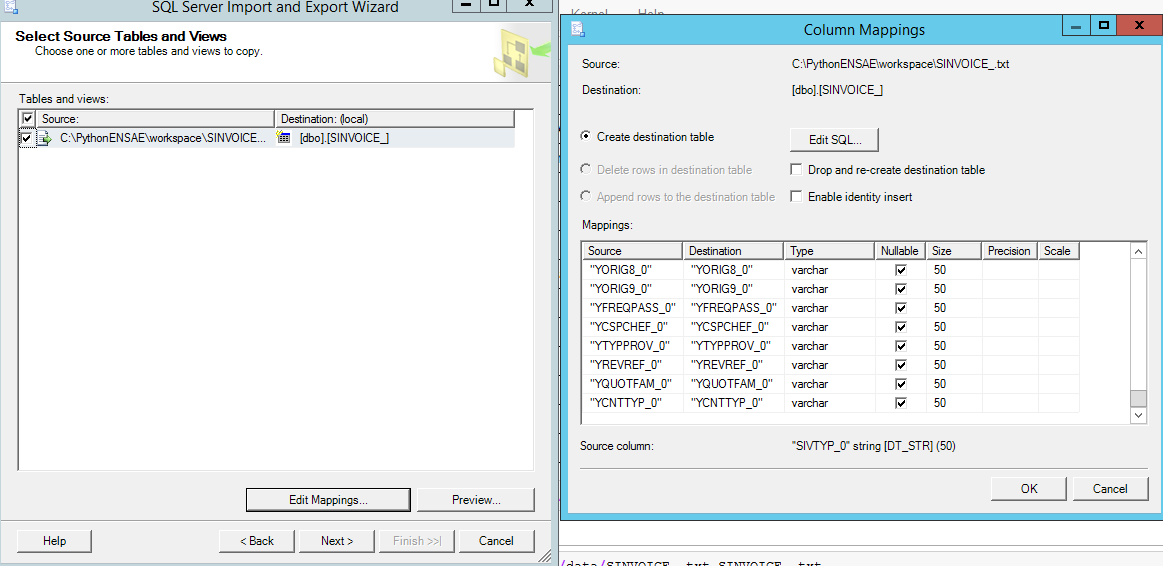 SQL Server Import and Export Wizard
Select Source Tables and Views
Choose one or more tables and views to copy.
Tables and views:
Source: Destination: (local)
C:\PythonENSAE\workspace\SINVOICE... [dbo].[SINVOICE_]
Edit Mappings... Preview...
Help < Back Next > Finish >>| Cancel
Kernel Help
Column Mappings
Source: C:\PythonENSAE\workspace\SINVOICE_.txt
Destination: [dbo].[SINVOICE_]
Create destination table Edit SQL...
Delete rows in destination table Drop and re-create destination table
Append rows to the destination table Enable identity insert
Mappings:
Source Destination Type Nullable Size Precision Scale
"YORIG8_0" "YORIG8_0" varchar 50
"YORIG9_0" "YORIG9_0" varchar 50
"YFREQPASS_0" "YFREQPASS_0" varchar 50
"YCSPCHEF_0" "YCSPCHEF_0" varchar 50
"YTYPPROV_0" "YTYPPROV_0" varchar 50
"YREVREF_0" "YREVREF_0" varchar 50
"YQUOTFAM_0" "YQUOTFAM_0" varchar 50
"YCNTTYP_0" "YCNTTYP_0" varchar 50
Source column: "SIVTYP_0" string [DT_STR] (50)
OK Cancel
/data/SINVOICE_.txt SINVOICE_.txt